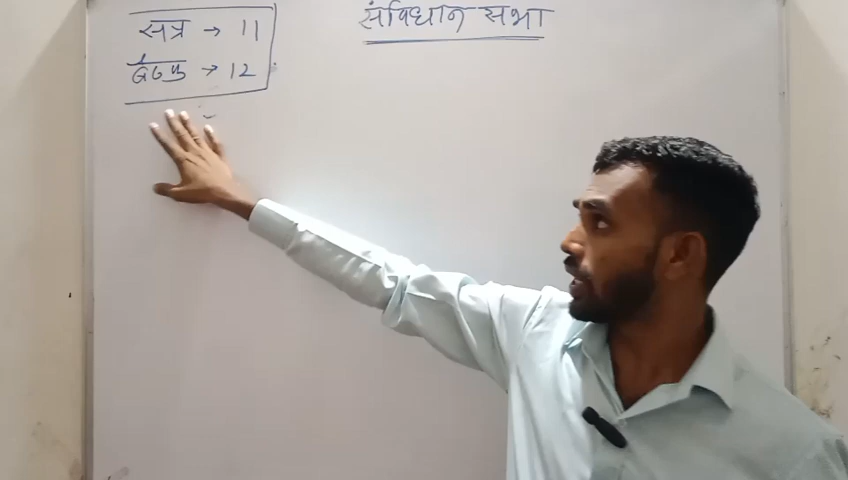 संविधान सभा
सत्र → 11
बैठक → 12